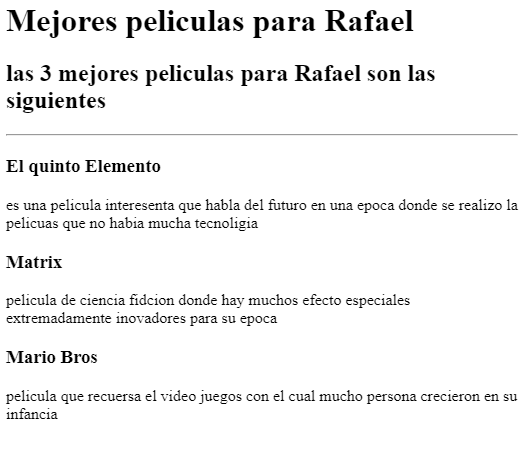 Mejores peliculas para Rafael
las 3 mejores peliculas para Rafael son las
siguientes
El quinto Elemento
es una pelicula interesenta que habla del futuro en una epoca donde se realizo la
pelicuas que no habia mucha tecnoligia
Matrix
pelicula de ciencia fidcion donde hay muchos efecto especiales
extremadamente inovadores para su epoca
Mario Bros
pelicula que recuersa el video juegos con el cual mucho persona crecieron en su
infancia